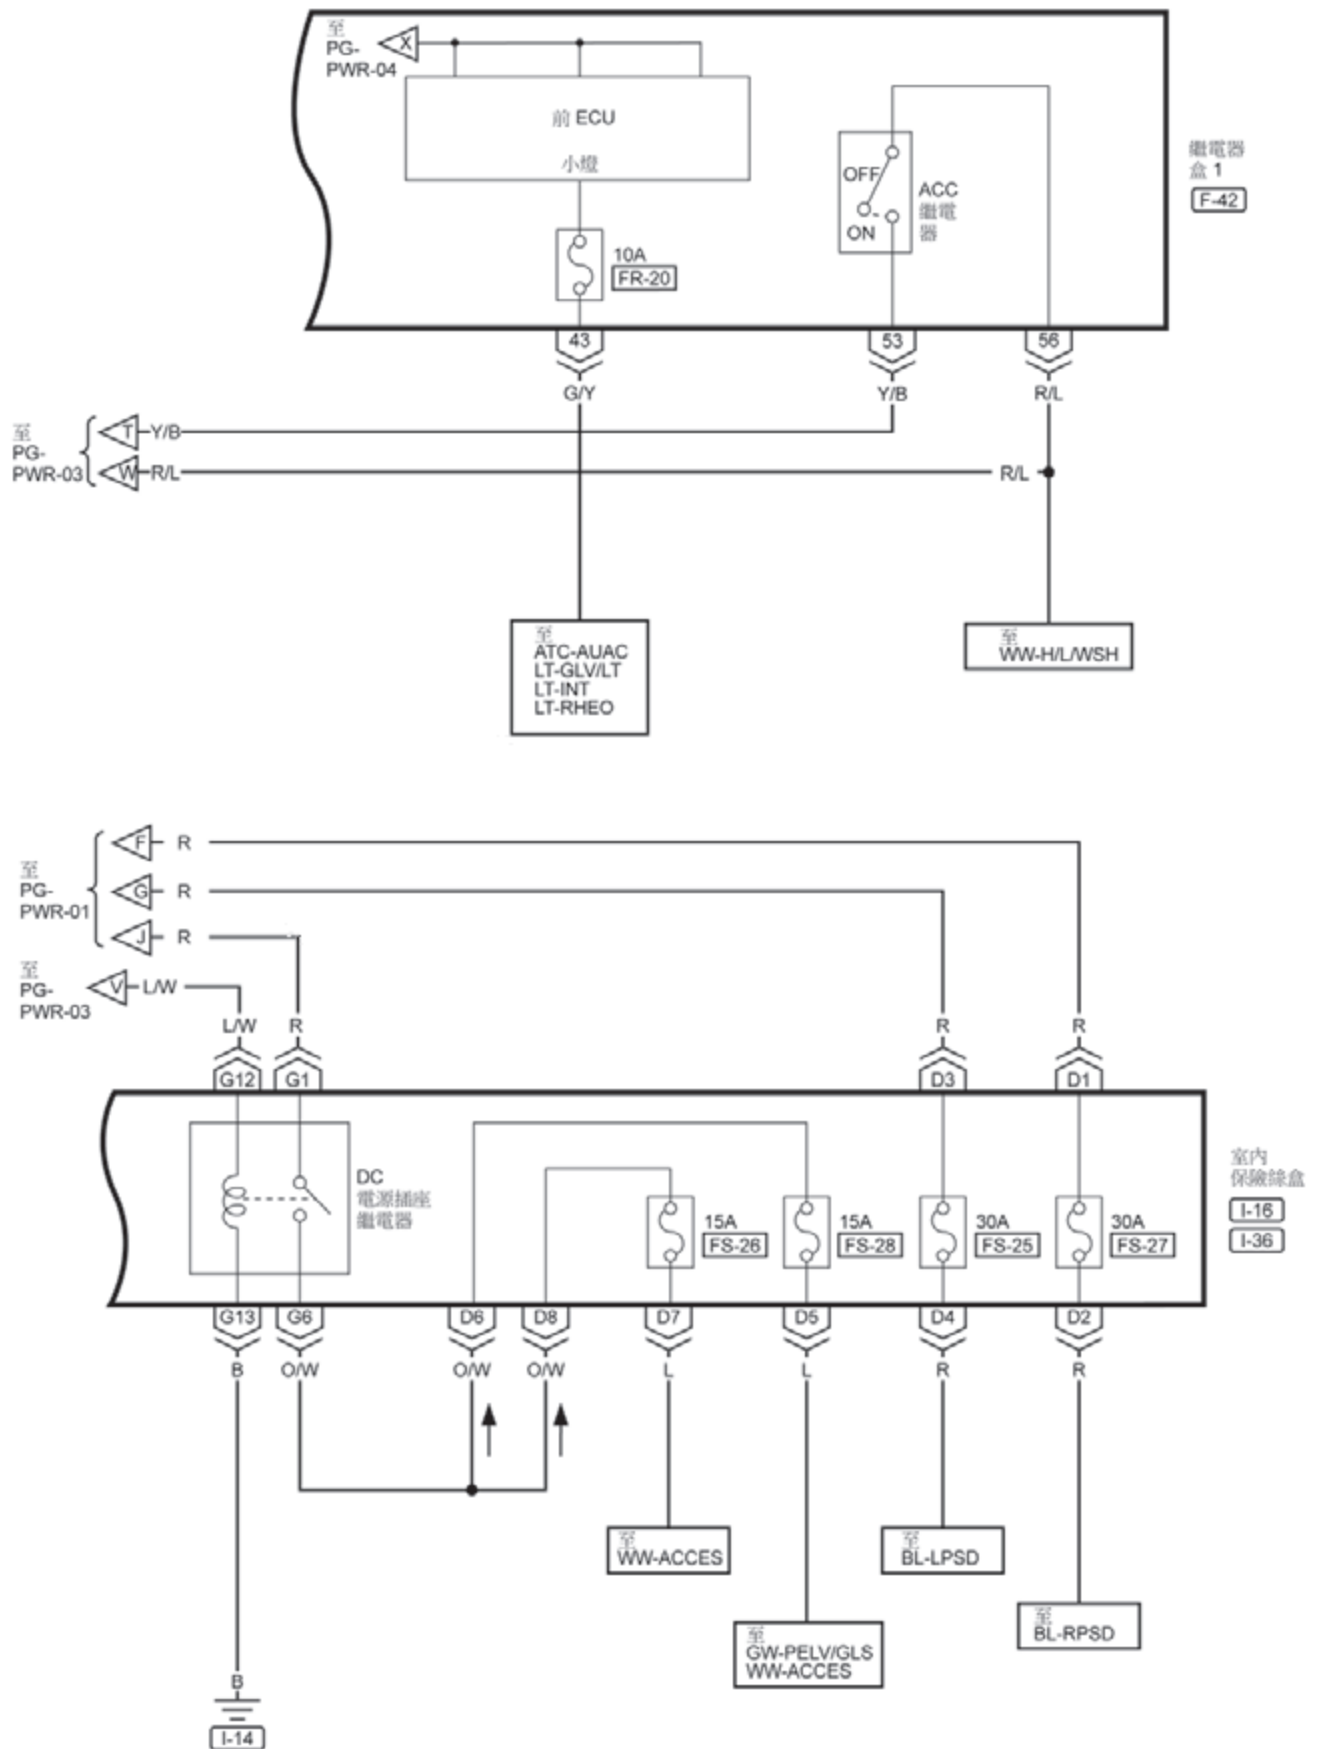 至
PG-
PWR-04
X
前 ECU
小燈
10A
FR-20
OFF
ON
ACC
繼電
器
繼電器
盒 1
F-42
43
53
56
G/Y
Y/B
R/L
至
PG-
PWR-03
T
Y/B
W
R/L
R/L
至
ATC-AUAC
LT-GLV/LT
LT-INT
LT-RHEO
至
WW-H/L/WSH
至
PG-
PWR-01
F
R
G
R
J
R
至
PG-
PWR-03
V
L/W
L/W
R
R
R
G12
G1
D3
D1
DC
電源插座
繼電器
15A
FS-26
15A
FS-28
30A
FS-25
30A
FS-27
室內
保險絲盒
I-16
I-36
G13
G6
D6
D8
D7
D5
D4
D2
B
O/W
O/W
O/W
L
L
R
R
至
WW-ACCES
至
BL-LPSD
至
GW-PELV/GLS
WW-ACCES
至
BL-RPSD
B
I-14